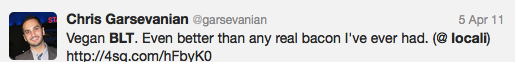 Chris Garsevanian @garsevanian 5 Apr 11
Vegan BLT. Even better than any real bacon I've ever had. (@ locali)
http://4sq.com/hFbyK0